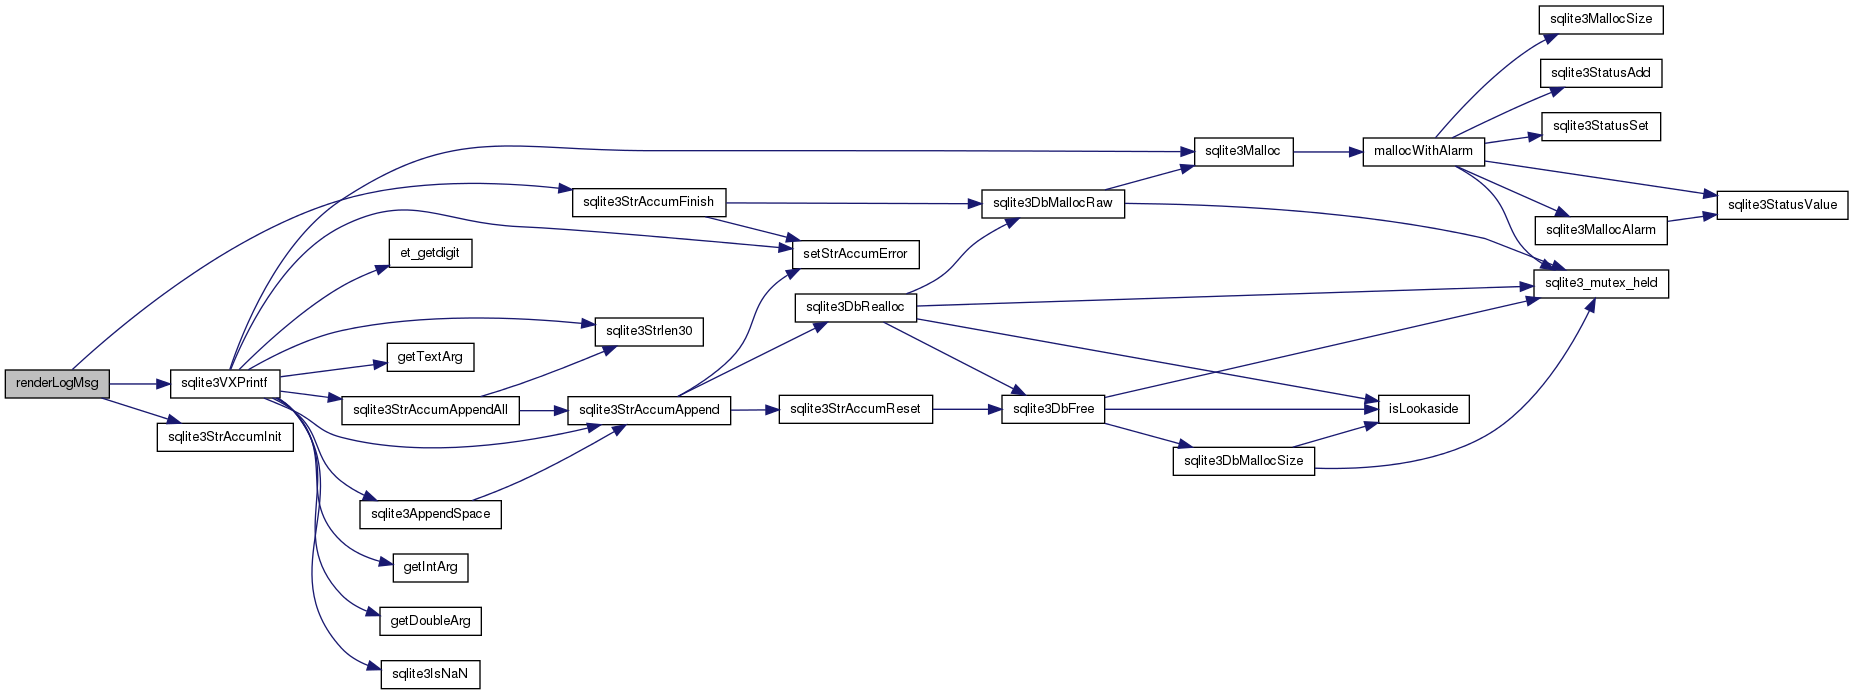 sqlite3MallocSize
sqlite3StatusAdd
sqlite3StatusSet
sqlite3Malloc
mallocWithAlarm
sqlite3StrAccumFinish
sqlite3DbMallocRaw
sqlite3StatusValue
sqlite3MallocAlarm
et_getdigit
setStrAccumError
sqlite3_mutex_held
sqlite3DbRealloc
sqlite3Strlen30
getTextArg
renderLogMsg
sqlite3VXPrintf
sqlite3StrAccumAppendAll
sqlite3StrAccumAppend
sqlite3StrAccumReset
sqlite3DbFree
isLookaside
sqlite3StrAccumInit
sqlite3DbMallocSize
sqlite3AppendSpace
getIntArg
getDoubleArg
sqlite3IsNaN